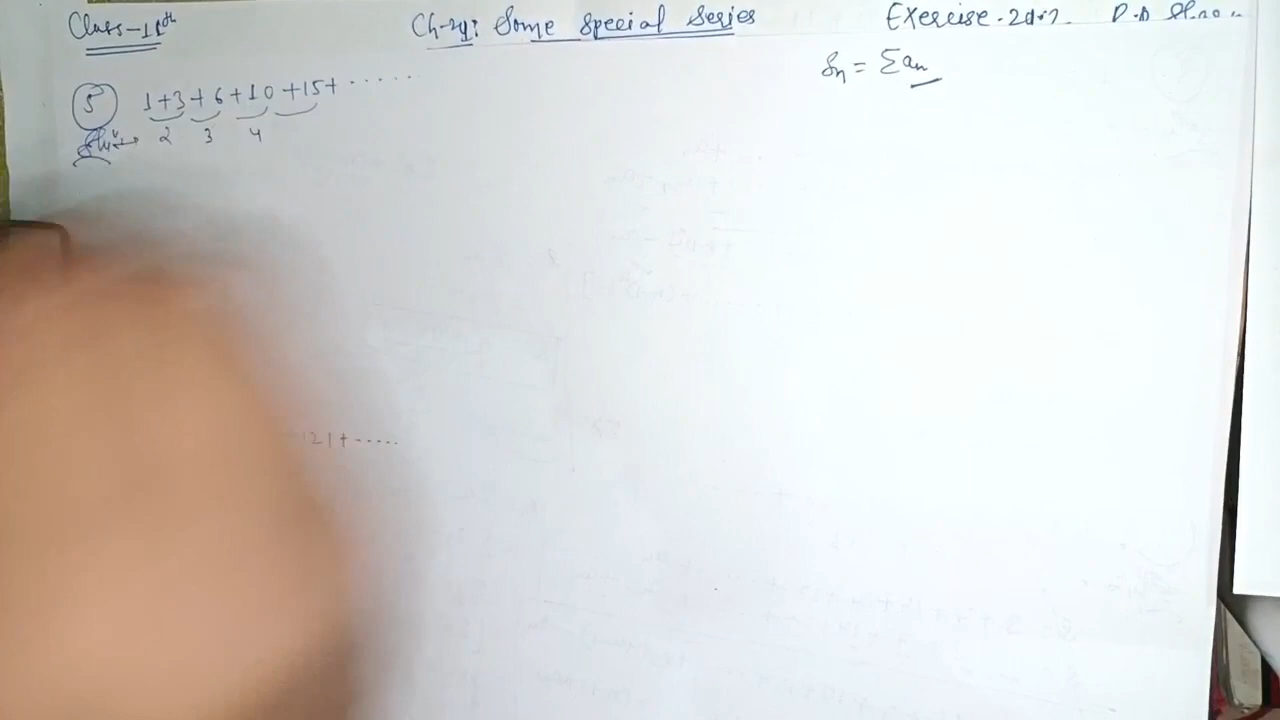 Class-11th Ch-24: Some Special Series Exercise-24.2
Sn = Σan
5 1+3+6+10+15+ ......
2 3 4
121+ .....